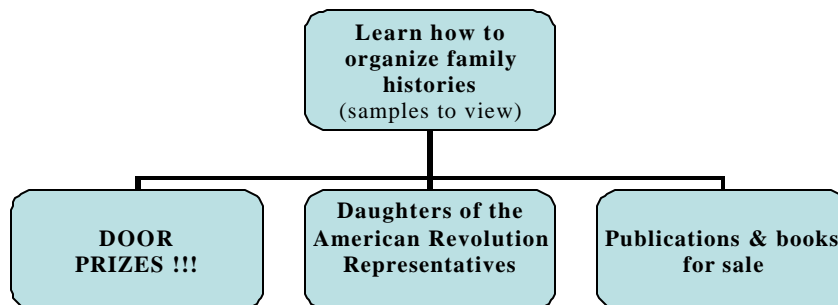 Learn how to
organize family
histories
(samples to view)
DOOR
PRIZES !!!
Daughters of the
American Revolution
Representatives
Publications & books
for sale